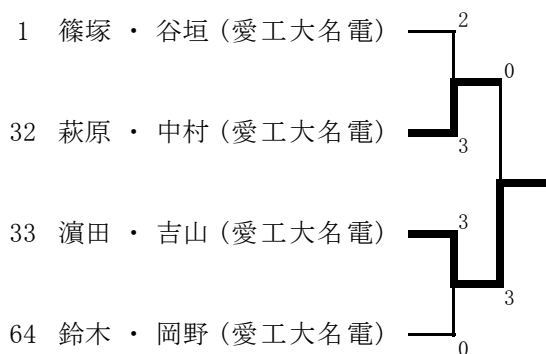 1 篠塚 ・ 谷垣 (愛工大名電) 2
0
32 萩原 ・ 中村 (愛工大名電) 3
33 濵田 ・ 吉山 (愛工大名電) 3
3
64 鈴木 ・ 岡野 (愛工大名電) 0